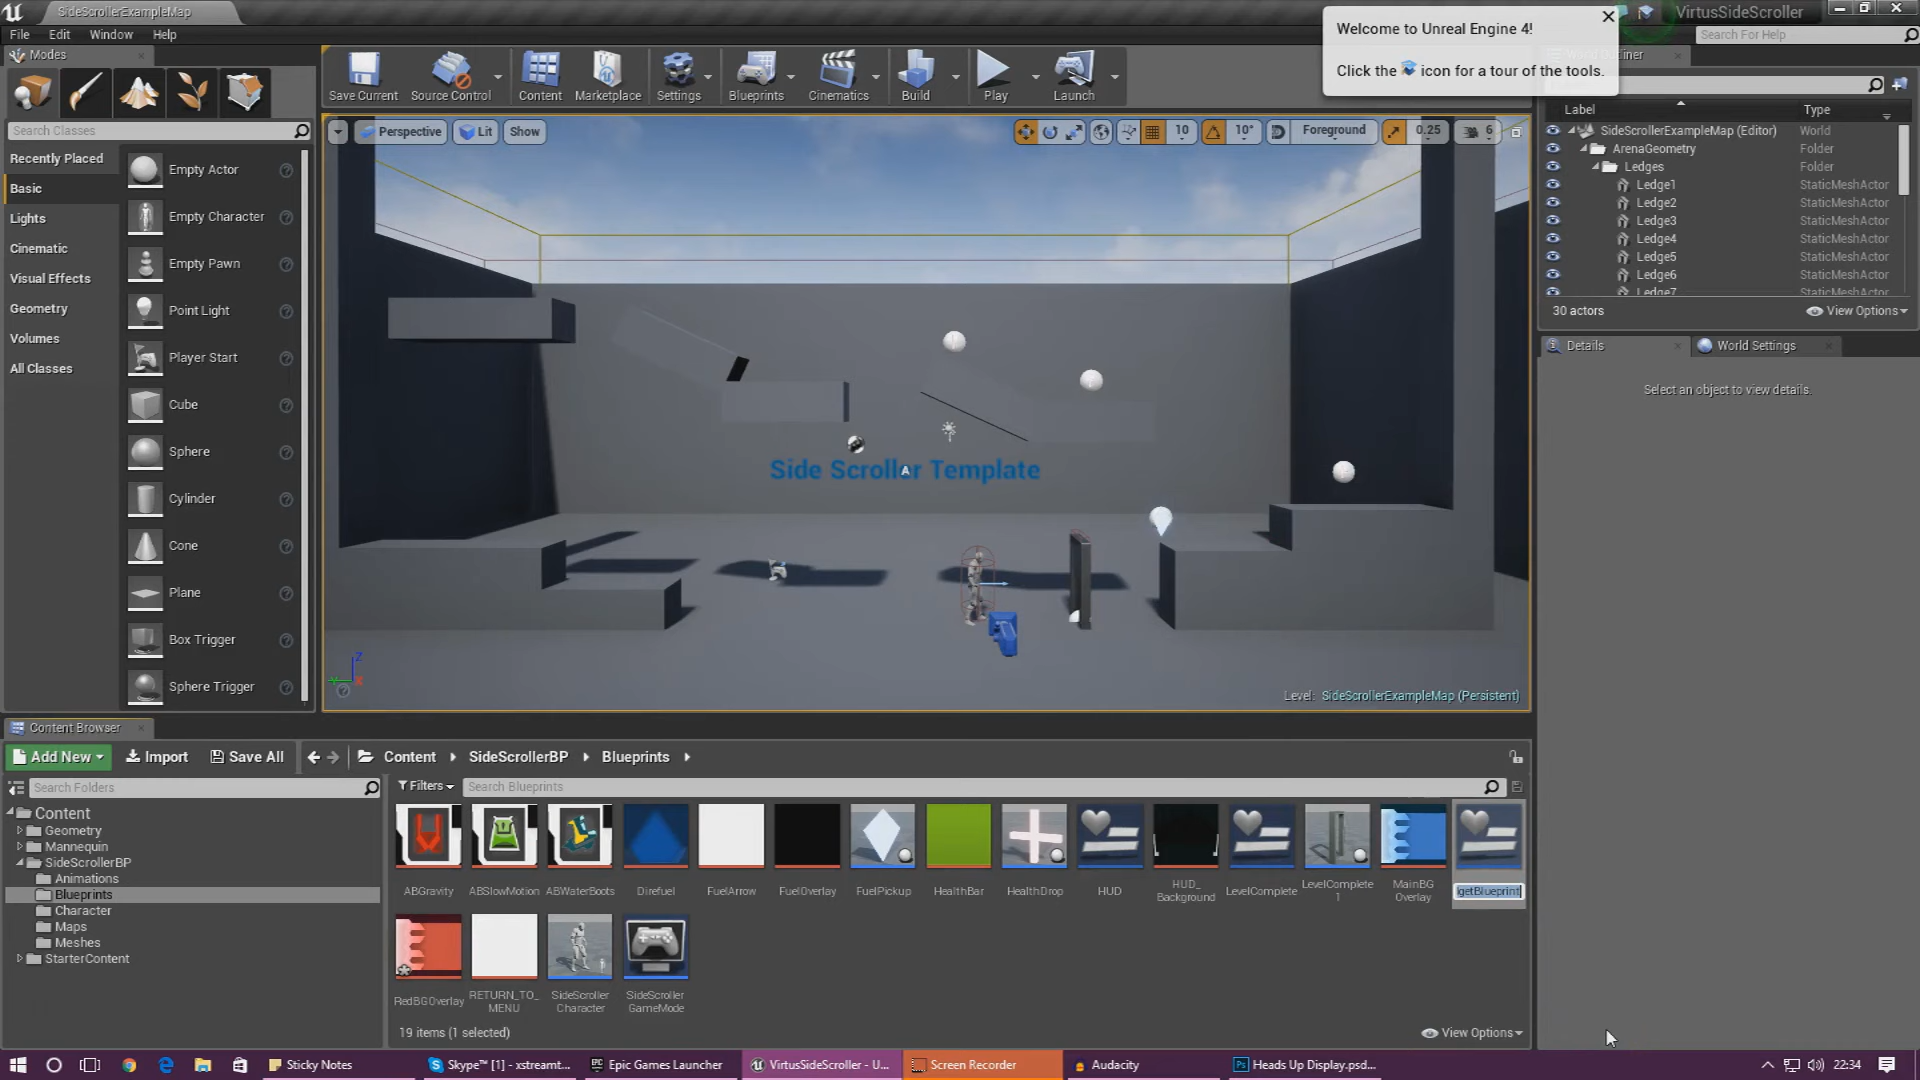 SideScrollerExampleMap
VirtusSideScroller
File Edit Window Help
Search For Help
Welcome to Unreal Engine 4!
Click the icon for a tour of the tools.
Modes
Save Current Source Control Content Marketplace Settings Blueprints Cinematics Build Play Launch
Search Classes
Recently Placed
Basic
Lights
Cinematic
Visual Effects
Geometry
Volumes
All Classes
Empty Actor
Empty Character
Empty Pawn
Point Light
Player Start
Cube
Sphere
Cylinder
Cone
Plane
Box Trigger
Sphere Trigger
Perspective Lit Show
10 10° Foreground 0.25 6
Side Scroller Template
Level: SideScrollerExampleMap (Persistent)
Label Type
SideScrollerExampleMap (Editor) World
ArenaGeometry Folder
Ledges Folder
Ledge1 StaticMeshActor
Ledge2 StaticMeshActor
Ledge3 StaticMeshActor
Ledge4 StaticMeshActor
Ledge5 StaticMeshActor
Ledge6 StaticMeshActor
Ledge7 StaticMeshActor
30 actors View Options
Details World Settings
Select an object to view details.
Content Browser
Add New Import Save All Content SideScrollerBP Blueprints
Search Folders
Filters Search Blueprints
Content
Geometry
Mannequin
SideScrollerBP
Animations
Blueprints
Character
Maps
Meshes
StarterContent
ABGravity ABSlowMotion ABWaterBoots Direfuel FuelArrow FuelOverlay FuelPickup HealthBar HealthDrop HUD HUD_ Background LevelComplete LevelComplete 1 MainBG Overlay lgetBlueprint
RedBGOverlay RETURN_TO_ MENU SideScroller Character SideScroller GameMode
19 items (1 selected) View Options
Sticky Notes Skype™ [1] - xstreamt... Epic Games Launcher VirtusSideScroller - U... Screen Recorder Audacity Heads Up Display.psd... 22:34